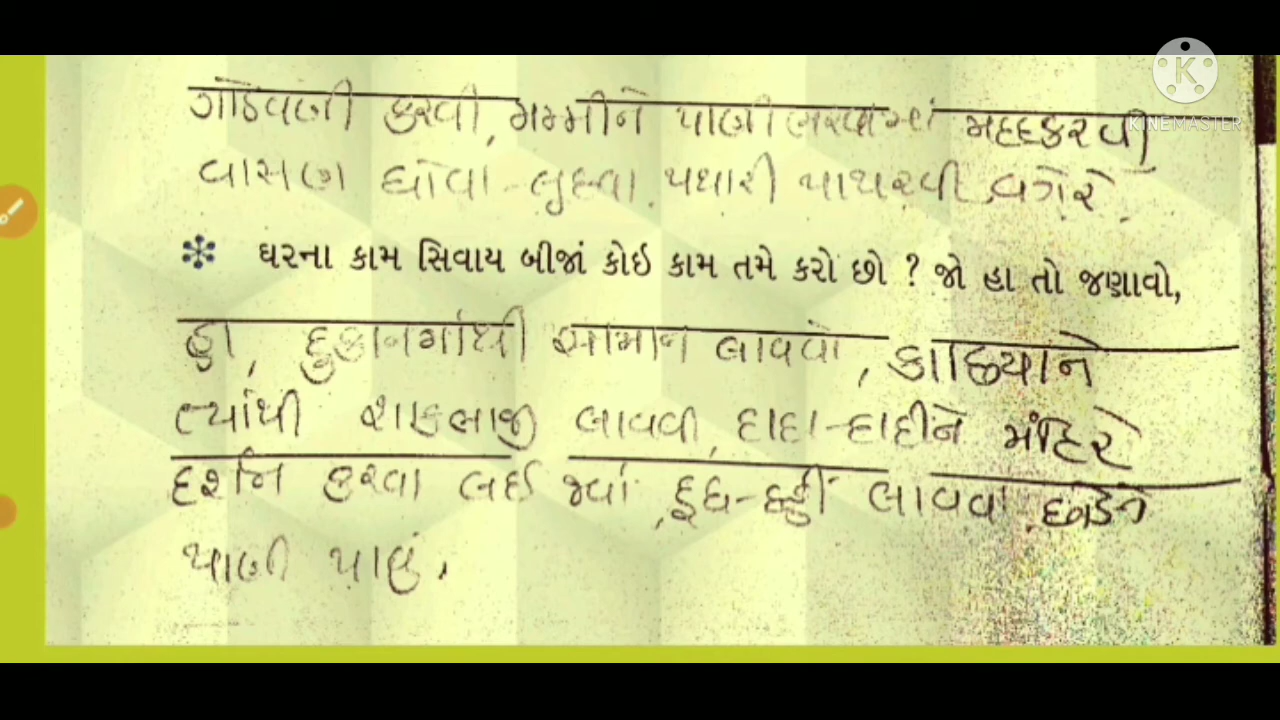 ગોઠવણી કરવી, મમ્મીને પાણી ભરવામાં મદદ કરવી
વાસણ ધોવા-લુછવા. પથારી પાથરવી વગેરે.
ઘરના કામ સિવાય બીજાં કોઇ કામ તમે કરો છો ? જો હા તો જણાવો,
હા, દુકાનમાંથી સામાન લાવવો, કાછિયાને
ત્યાંથી શાકભાજી લાવવી, દાદા-દાદીને મંદિરે
દર્શન કરવા લઈ જવાં, દૂધ-દહીં લાવવા,
પાણી પાવું.
KINEMASTER